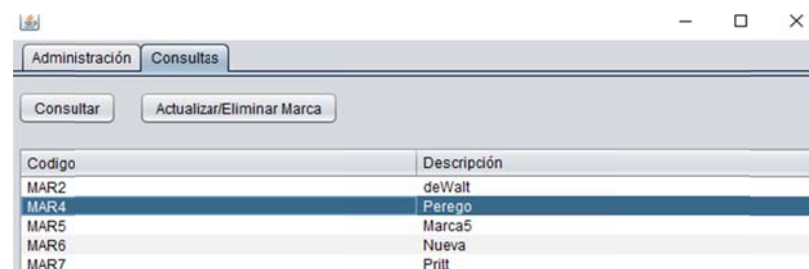 Administración Consultas
Consultar Actualizar/Eliminar Marca
Codigo Descripción
MAR2 deWalt
MAR4 Perego
MAR5 Marca5
MAR6 Nueva
MAR7 Pritt